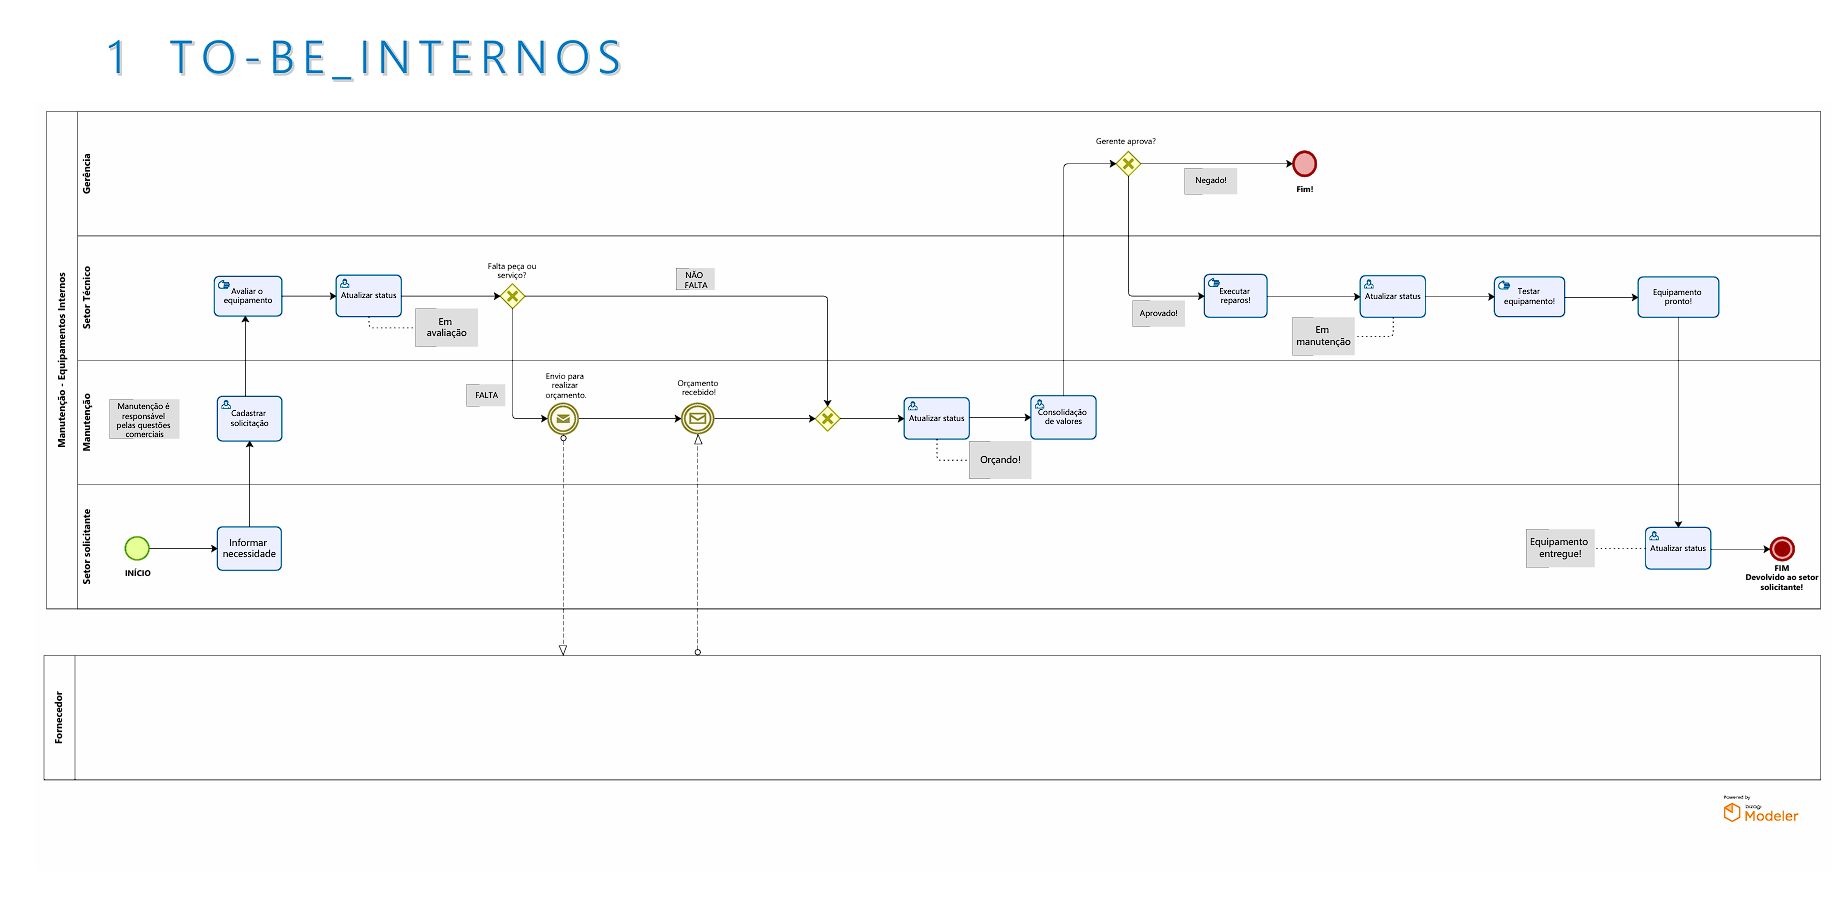 1 TO-BE_INTERNOS
Manutenção - Equipamentos Internos
Gerência
Gerente aprova?
Negado!
Fim!
Setor Técnico
Avaliar o
equipamento
Atualizar status
Em
avaliação
Falta peça ou
serviço?
NÃO
FALTA
Aprovado!
Executar
reparos!
Em
manutenção
Atualizar status
Testar
equipamento!
Equipamento
pronto!
Manutenção
Manutenção é
responsável
pelas questões
comerciais
Cadastrar
solicitação
FALTA
Envio para
realizar
orçamento.
Orçamento
recebido!
Atualizar status
Orçando!
Consolidação
de valores
Setor solicitante
INÍCIO
Informar
necessidade
Equipamento
entregue!
Atualizar status
FIM
Devolvido ao setor
solicitante!
Fornecedor
Powered by
bizagi
Modeler